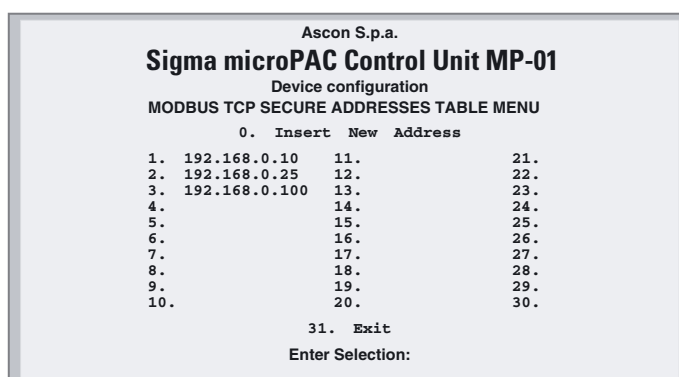 Ascon S.p.a.
Sigma microPAC Control Unit MP-01
Device configuration
MODBUS TCP SECURE ADDRESSES TABLE MENU
0. Insert New Address
1. 192.168.0.10 11. 21.
2. 192.168.0.25 12. 22.
3. 192.168.0.100 13. 23.
4. 14. 24.
5. 15. 25.
6. 16. 26.
7. 17. 27.
8. 18. 28.
9. 19. 29.
10. 20. 30.
31. Exit
Enter Selection: